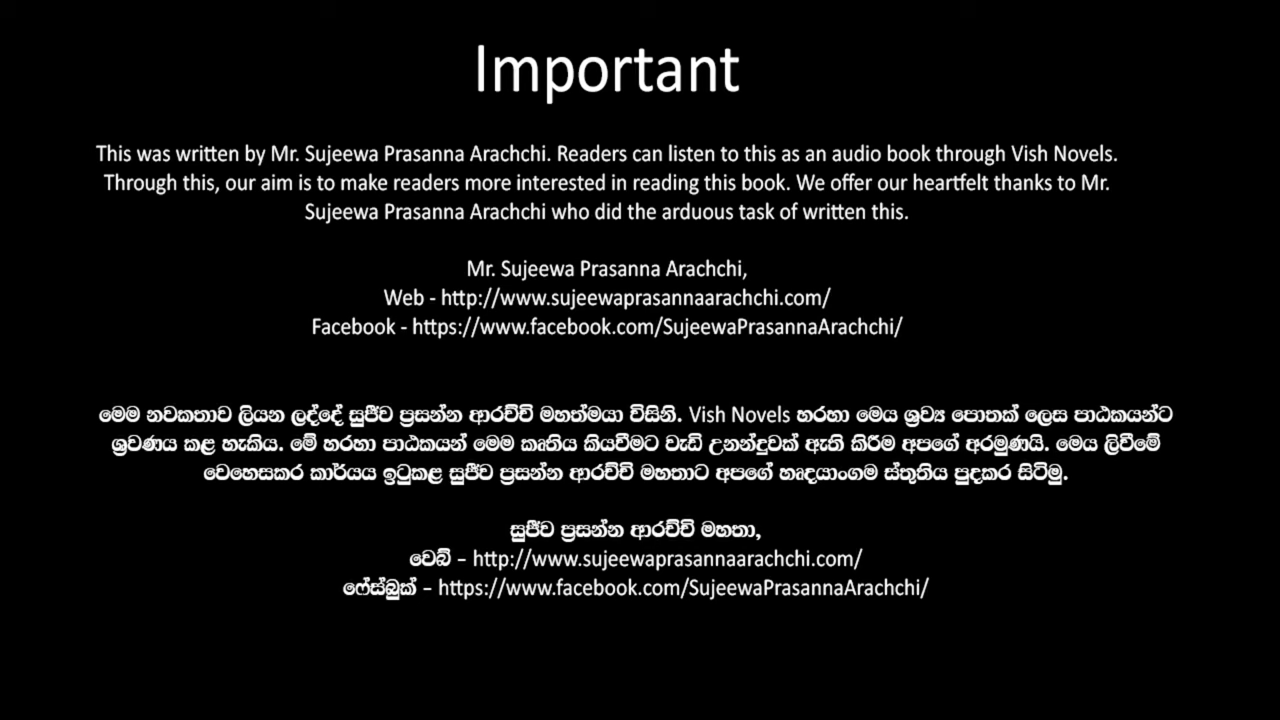 Important
This was written by Mr. Sujeewa Prasanna Arachchi. Readers can listen to this as an audio book through Vish Novels.
Through this, our aim is to make readers more interested in reading this book. We offer our heartfelt thanks to Mr.
Sujeewa Prasanna Arachchi who did the arduous task of written this.
Mr. Sujeewa Prasanna Arachchi,
Web - http://www.sujeewaprasannaarachchi.com/
Facebook - https://www.facebook.com/SujeewaPrasannaArachchi/
මෙම නවකතාව ලියන ලද්දේ සුජීව ප්‍රසන්න ආරච්චි මහත්මයා විසිනි. Vish Novels හරහා මෙය ශ්‍රව්‍ය පොතක් ලෙස පාඨකයන්ට
ශ්‍රවණය කළ හැකිය. මේ හරහා පාඨකයන් මෙම කෘතිය කියවීමට වැඩි උනන්දුවක් ඇති කිරීම අපගේ අරමුණයි. මෙය ලිවීමේ
වෙහෙසකර කාර්යය ඉටුකළ සුජීව ප්‍රසන්න ආරච්චි මහතාට අපගේ හෘදයාංගම ස්තූතිය පුදකර සිටිමු.
සුජීව ප්‍රසන්න ආරච්චි මහතා,
වෙබ් – http://www.sujeewaprasannaarachchi.com/
ෆේස්බුක් – https://www.facebook.com/SujeewaPrasannaArachchi/